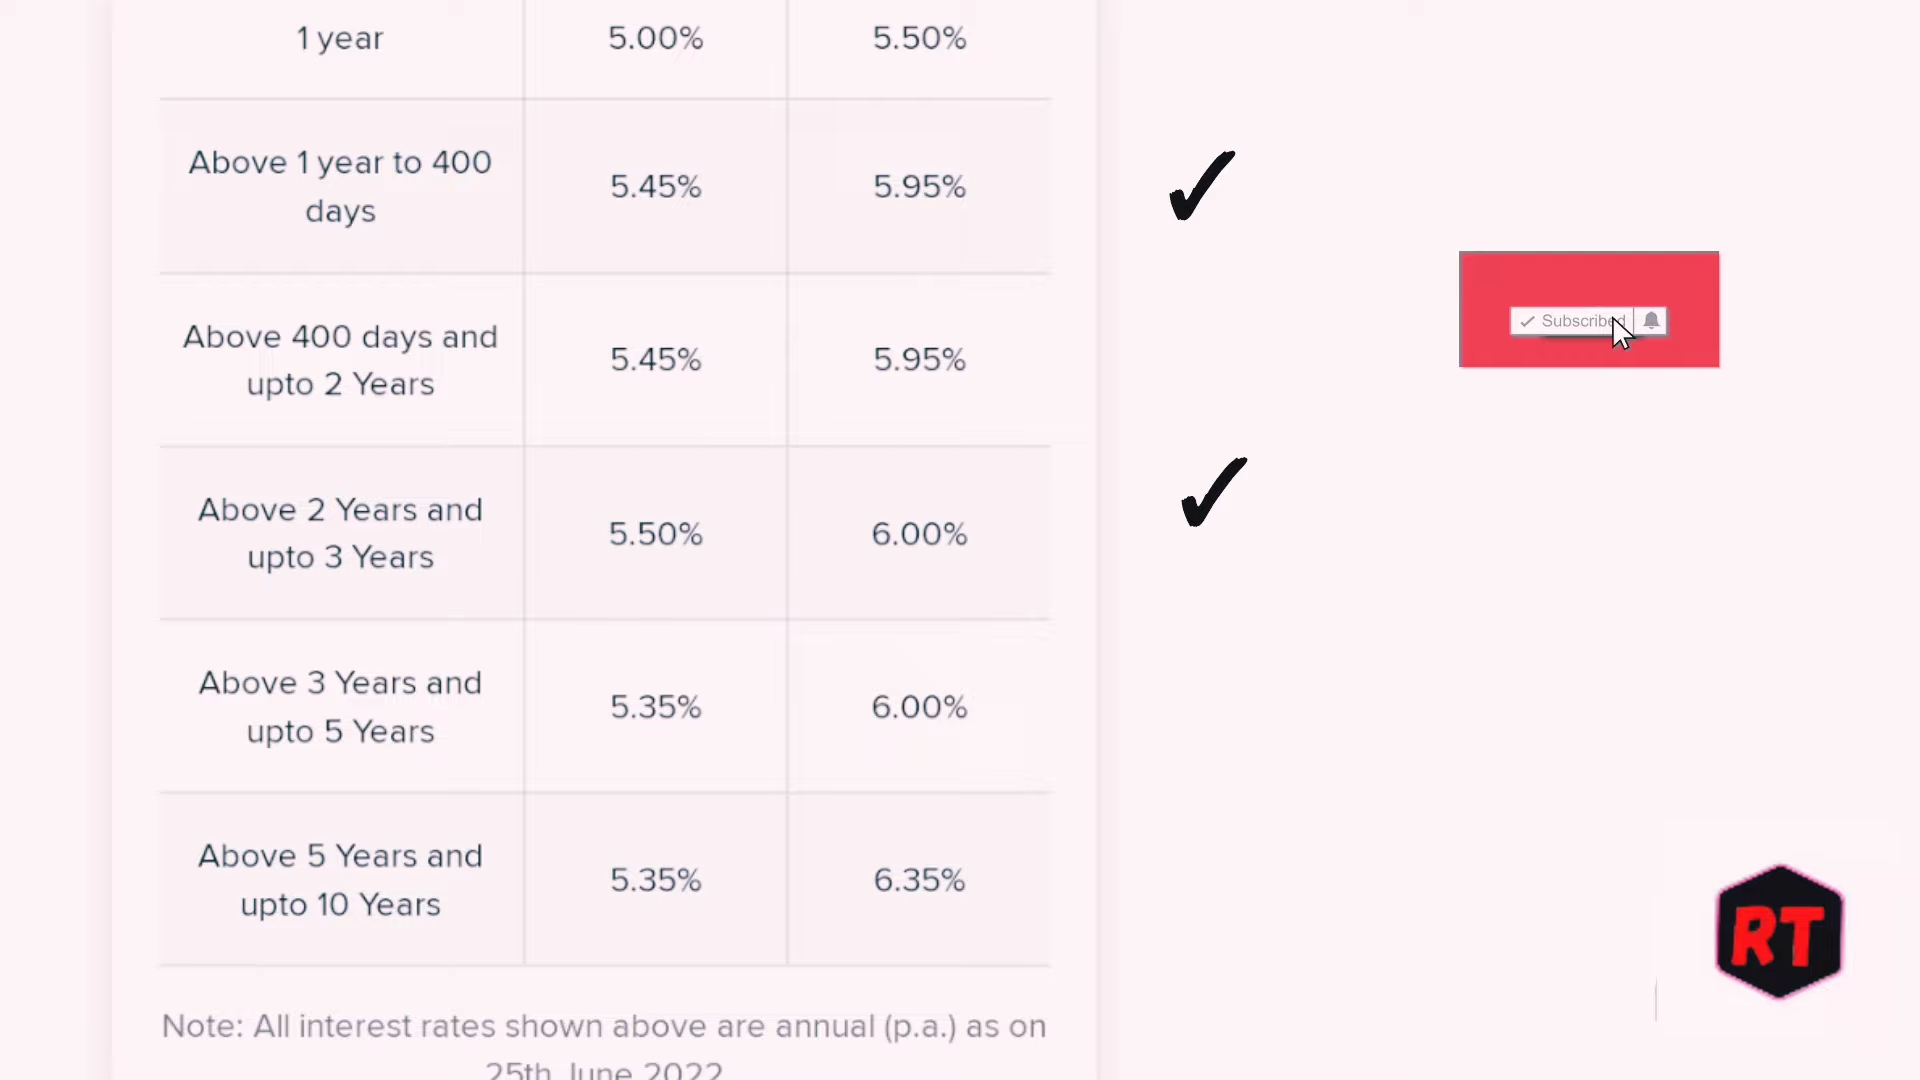 1 year 5.00% 5.50%
Above 1 year to 400
days
5.45% 5.95%
Above 400 days and
upto 2 Years
5.45% 5.95%
Above 2 Years and
upto 3 Years
5.50% 6.00%
Above 3 Years and
upto 5 Years
5.35% 6.00%
Above 5 Years and
upto 10 Years
5.35% 6.35%
Note: All interest rates shown above are annual (p.a.) as on
25th June 2022
Subscribed
RT